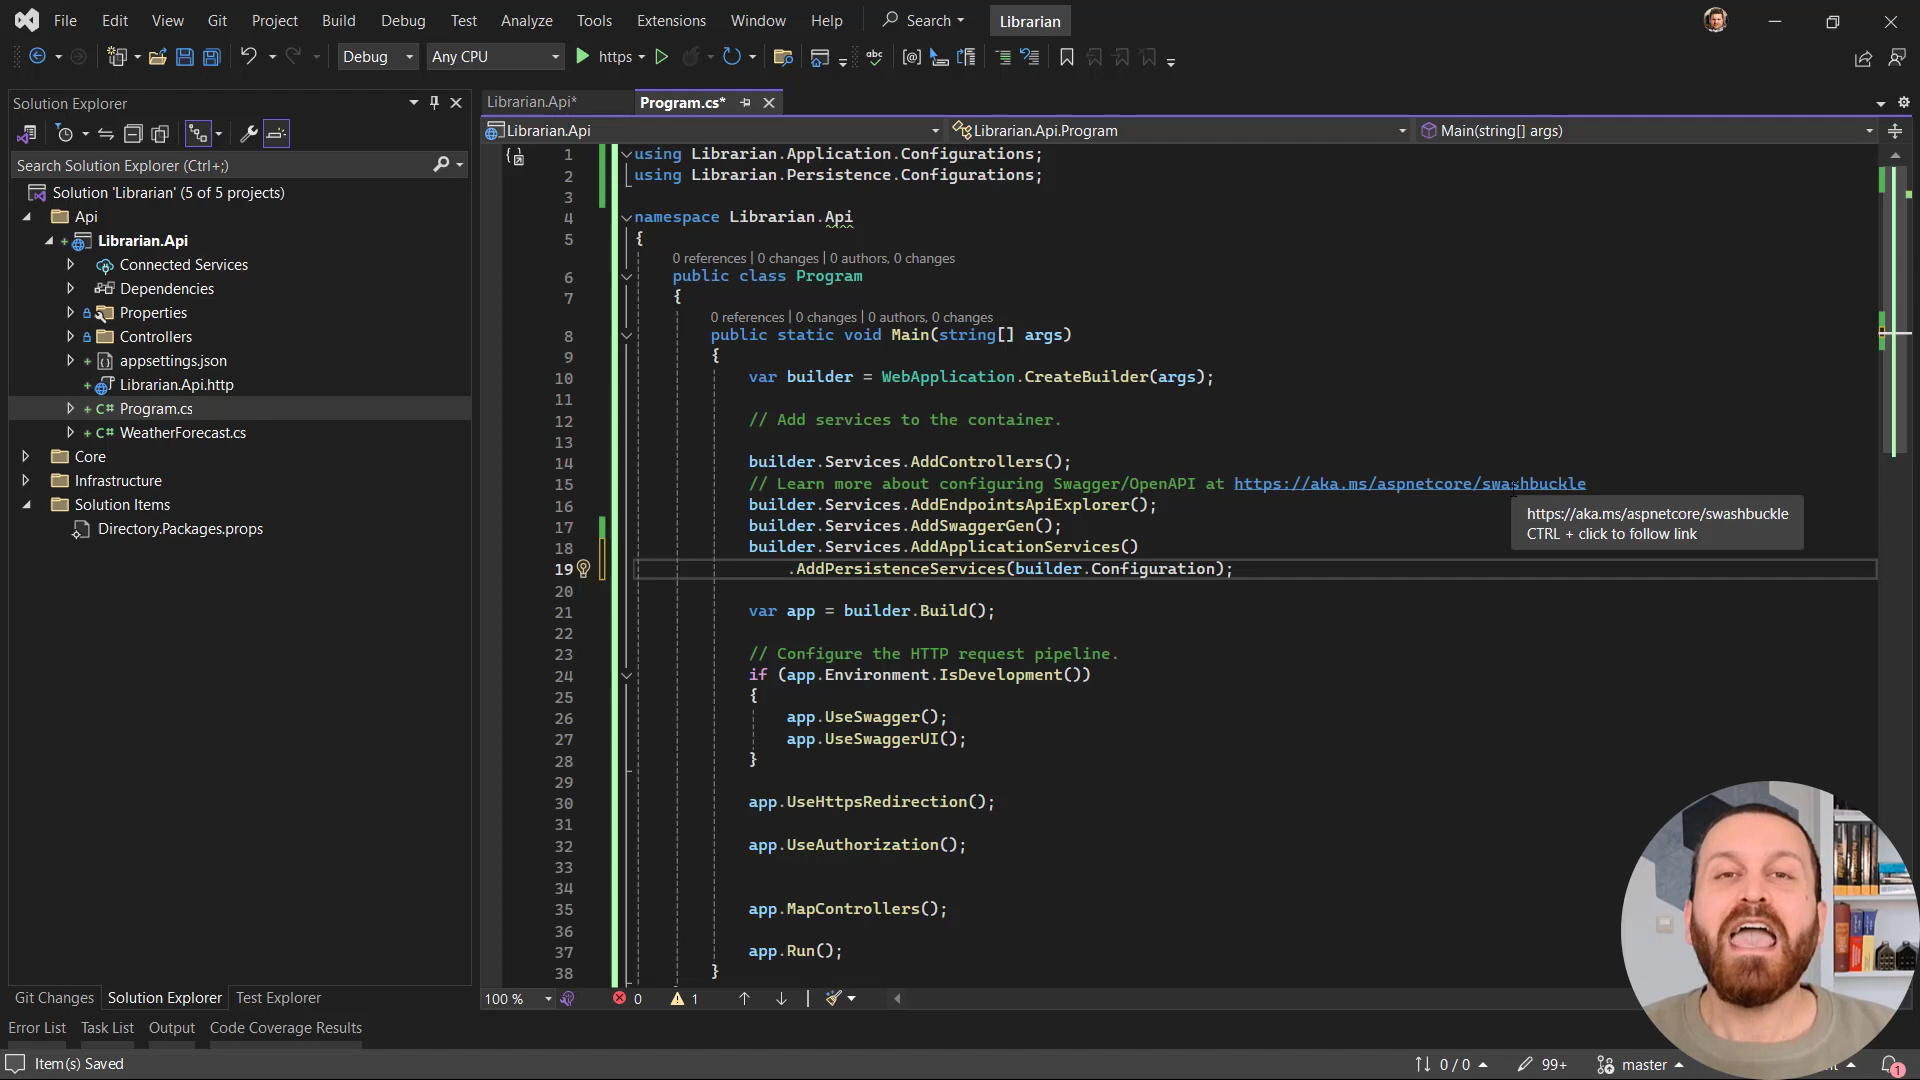 File Edit View Git Project Build Debug Test Analyze Tools Extensions Window Help Search Librarian
Debug Any CPU https
Solution Explorer
Search Solution Explorer (Ctrl+;)
Solution 'Librarian' (5 of 5 projects)
Api
Librarian.Api
Connected Services
Dependencies
Properties
Controllers
appsettings.json
Librarian.Api.http
Program.cs
WeatherForecast.cs
Core
Infrastructure
Solution Items
Directory.Packages.props
Git Changes Solution Explorer Test Explorer
Librarian.Api* Program.cs*
Librarian.Api Librarian.Api.Program Main(string[] args)
1 using Librarian.Application.Configurations;
2 using Librarian.Persistence.Configurations;
3
4 namespace Librarian.Api
5 {
0 references | 0 changes | 0 authors, 0 changes
6 public class Program
7 {
0 references | 0 changes | 0 authors, 0 changes
8 public static void Main(string[] args)
9 {
10 var builder = WebApplication.CreateBuilder(args);
11
12 // Add services to the container.
13
14 builder.Services.AddControllers();
15 // Learn more about configuring Swagger/OpenAPI at https://aka.ms/aspnetcore/swashbuckle
16 builder.Services.AddEndpointsApiExplorer();
17 builder.Services.AddSwaggerGen();
18 builder.Services.AddApplicationServices()
19 .AddPersistenceServices(builder.Configuration);
20
21 var app = builder.Build();
22
23 // Configure the HTTP request pipeline.
24 if (app.Environment.IsDevelopment())
25 {
26 app.UseSwagger();
27 app.UseSwaggerUI();
28 }
29
30 app.UseHttpsRedirection();
31
32 app.UseAuthorization();
33
34
35 app.MapControllers();
36
37 app.Run();
38 }
https://aka.ms/aspnetcore/swashbuckle
CTRL + click to follow link
100 % 0 1
Error List Task List Output Code Coverage Results
Item(s) Saved 0 / 0 99+ master 1